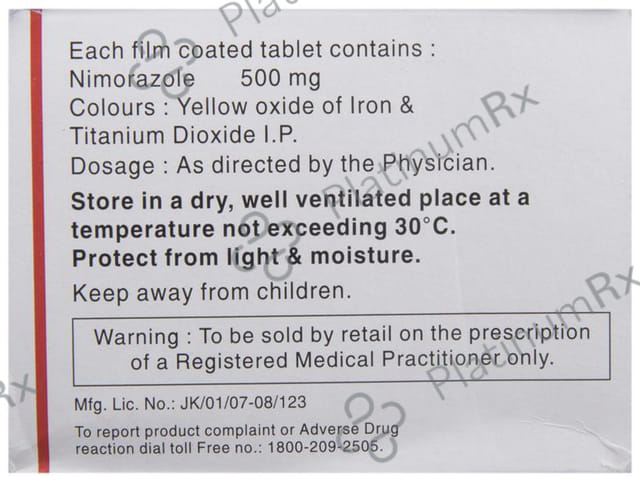 Each film coated tablet contains :
Nimorazole 500 mg
Colours : Yellow oxide of Iron &
Titanium Dioxide I.P.
Dosage : As directed by the Physician.
Store in a dry, well ventilated place at a
temperature not exceeding 30°C.
Protect from light & moisture.
Keep away from children.
Warning : To be sold by retail on the prescription
of a Registered Medical Practitioner only.
Mfg. Lic. No.: JK/01/07-08/123
To report product complaint or Adverse Drug
reaction dial toll Free no.: 1800-209-2505.
PlatinumRx
PlatinumRx
PlatinumRx
Rx